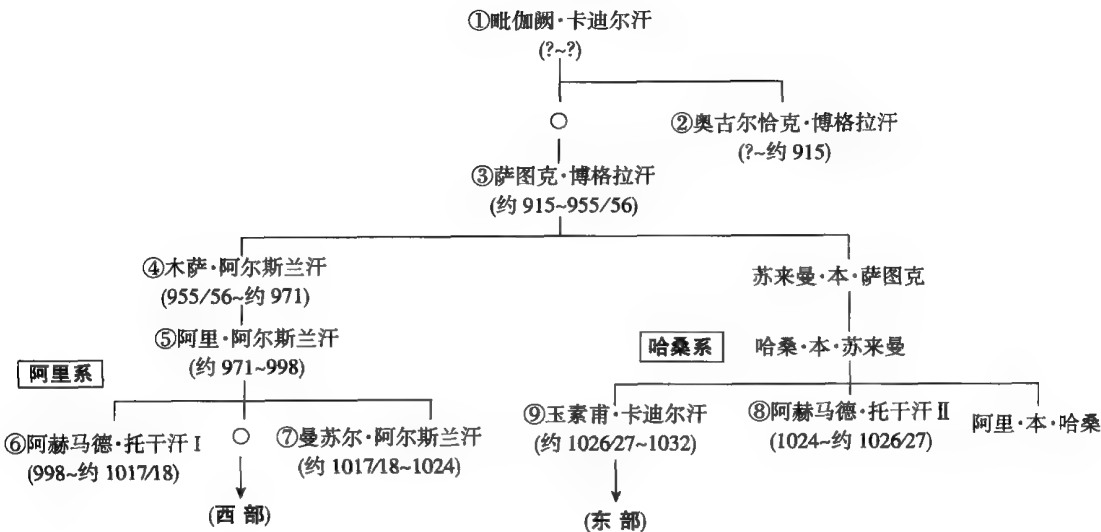 ①毗伽阙·卡迪尔汗
(?~?)
②奥古尔恰克·博格拉汗
(?~约 915)
③萨图克·博格拉汗
(约 915~955/56)
④木萨·阿尔斯兰汗
(955/56~约 971)
苏来曼·本·萨图克
⑤阿里·阿尔斯兰汗
(约 971~998)
哈桑系
哈桑·本·苏来曼
阿里系
⑥阿赫马德·托干汗Ⅰ
(998~约 1017/18)
⑦曼苏尔·阿尔斯兰汗
(约 1017/18~1024)
⑨玉素甫·卡迪尔汗
(约 1026/27~1032)
⑧阿赫马德·托干汗Ⅱ
(1024~约 1026/27)
阿里·本·哈桑
(西 部)
(东 部)